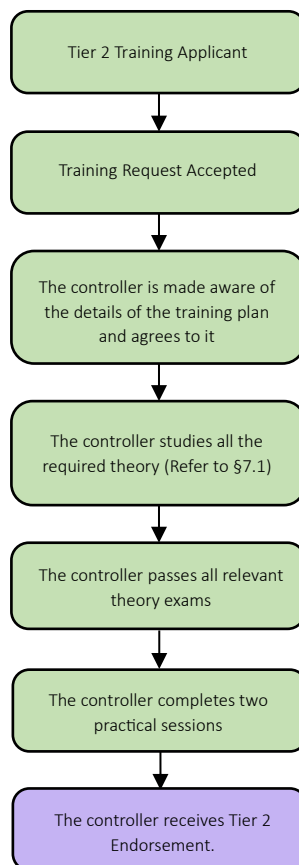 Tier 2 Training Applicant
Training Request Accepted
The controller is made aware of
the details of the training plan
and agrees to it
The controller studies all the
required theory (Refer to §7.1)
The controller passes all relevant
theory exams
The controller completes two
practical sessions
The controller receives Tier 2
Endorsement.